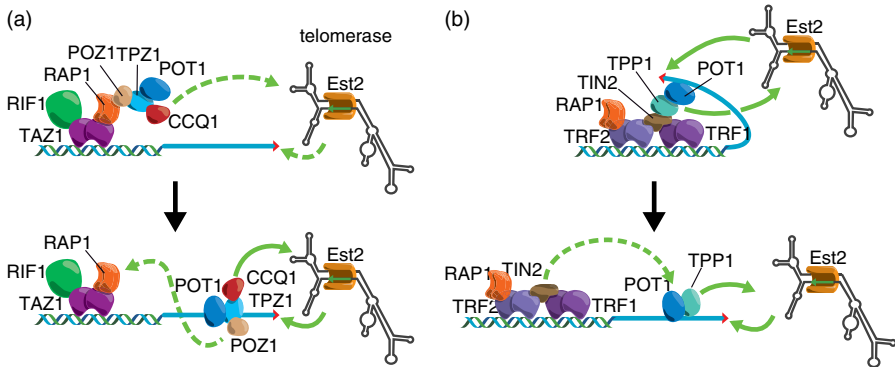 (a)
telomerase
POZ1 TPZ1
POT1
RAP1
Est2
RIF1
CCQ1
TAZ1
RAP1
Est2
CCQ1
RIF1
POT1
TPZ1
TAZ1
POZ1
(b)
Est2
TPP1
POT1
TIN2
RAP1
TRF2
TRF1
Est2
TPP1
RAP1 TIN2
POT1
TRF2
TRF1